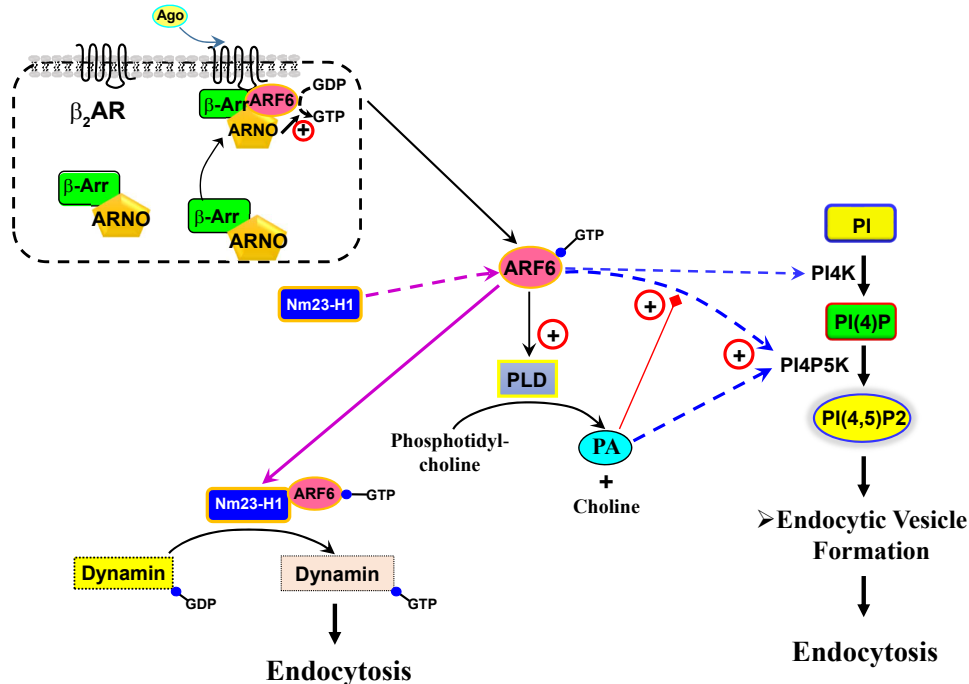 Ago
β₂AR
β-Arr
ARF6
ARNO
GDP
GTP
+
β-Arr
ARNO
β-Arr
ARNO
GTP
ARF6
Nm23-H1
PI
PI4K
PI(4)P
+
+
+
PI4P5K
PLD
PI(4,5)P2
Phosphotidyl-
choline
PA
+
Choline
Nm23-H1
ARF6
GTP
➢Endocytic Vesicle
Formation
Dynamin
GDP
Dynamin
GTP
Endocytosis
Endocytosis